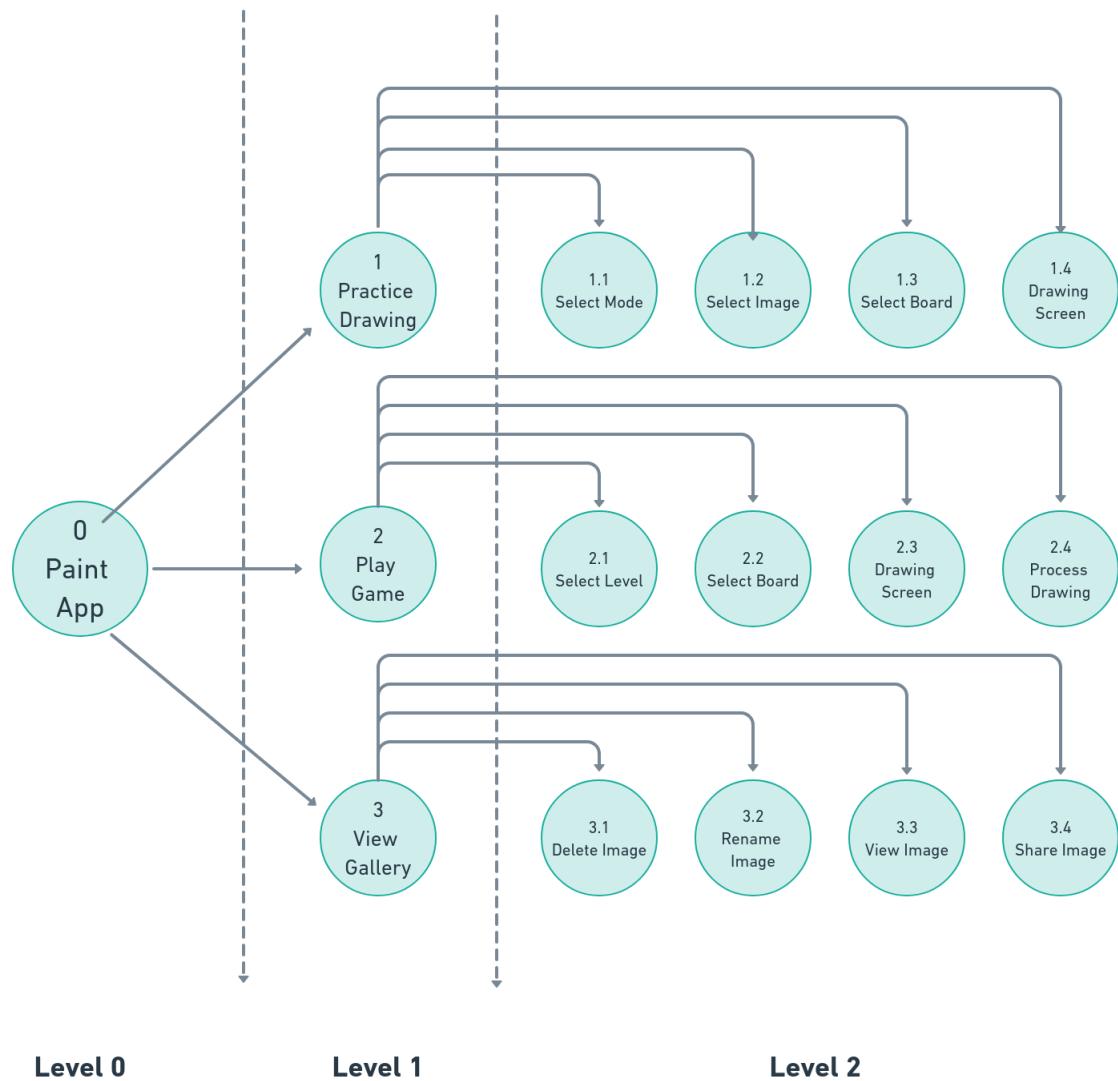 1
Practice
Drawing
1.1
Select Mode
1.2
Select Image
1.3
Select Board
1.4
Drawing
Screen
0
Paint
App
2
Play
Game
2.1
Select Level
2.2
Select Board
2.3
Drawing
Screen
2.4
Process
Drawing
3
View
Gallery
3.1
Delete Image
3.2
Rename
Image
3.3
View Image
3.4
Share Image
Level 0
Level 1
Level 2